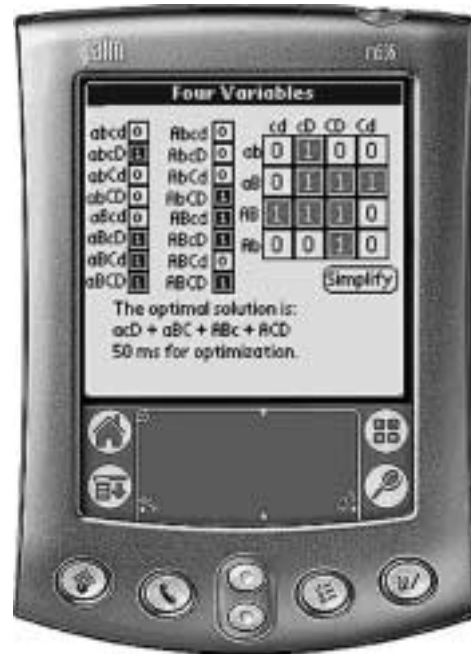 palm
Four Variables
cd cD CD Cd
abcd 0 Abcd 0
abcD 1 AbcD 0 ab 0 1 0 0
abCd 0 AbCd 0
abCD 0 AbCD 1 aB 0 1 1 1
aBcd 0 ABcd 1
aBcD 1 ABcD 1 AB 1 1 1 0
aBCd 1 ABCd 0 Ab 0 0 1 0
aBCD 1 ABCD 1
Simplify
The optimal solution is:
acD + aBC + ABc + ACD
50 ms for optimization.